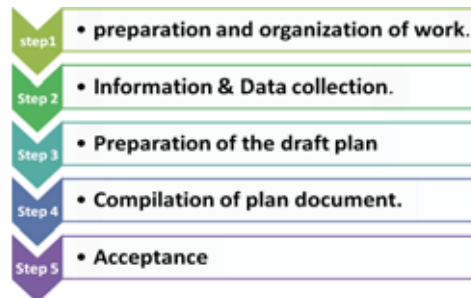 step1 • preparation and organization of work.
Step 2 • Information & Data collection.
Step 3 • Preparation of the draft plan
Step 4 • Compilation of plan document.
Step 5 • Acceptance